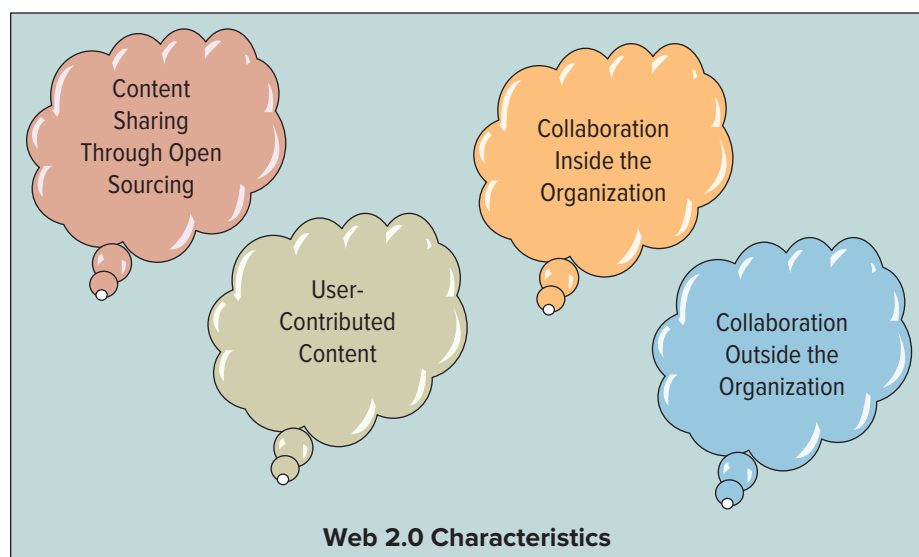 Content
Sharing
Through Open
Sourcing
User-
Contributed
Content
Collaboration
Inside the
Organization
Collaboration
Outside the
Organization
Web 2.0 Characteristics